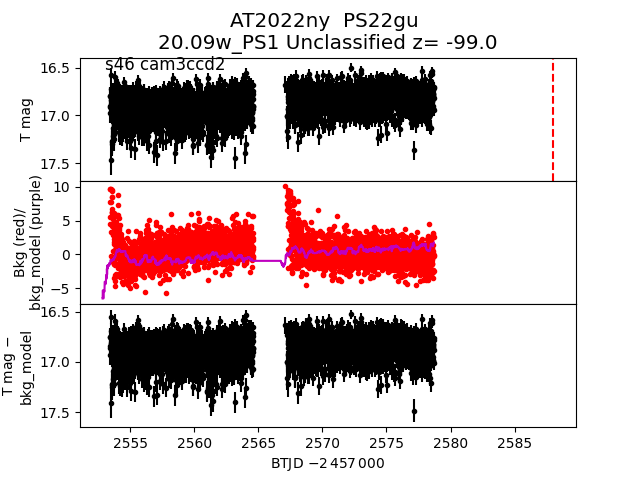 AT2022ny PS22gu
20.09w_PS1 Unclassified z= -99.0
s46 cam3ccd2
16.5
17.0
17.5
T mag
10
5
0
−5
Bkg (red)/
bkg_model (purple)
16.5
17.0
17.5
T mag −
bkg_model
2555 2560 2565 2570 2575 2580 2585
BTJD −2 457 000